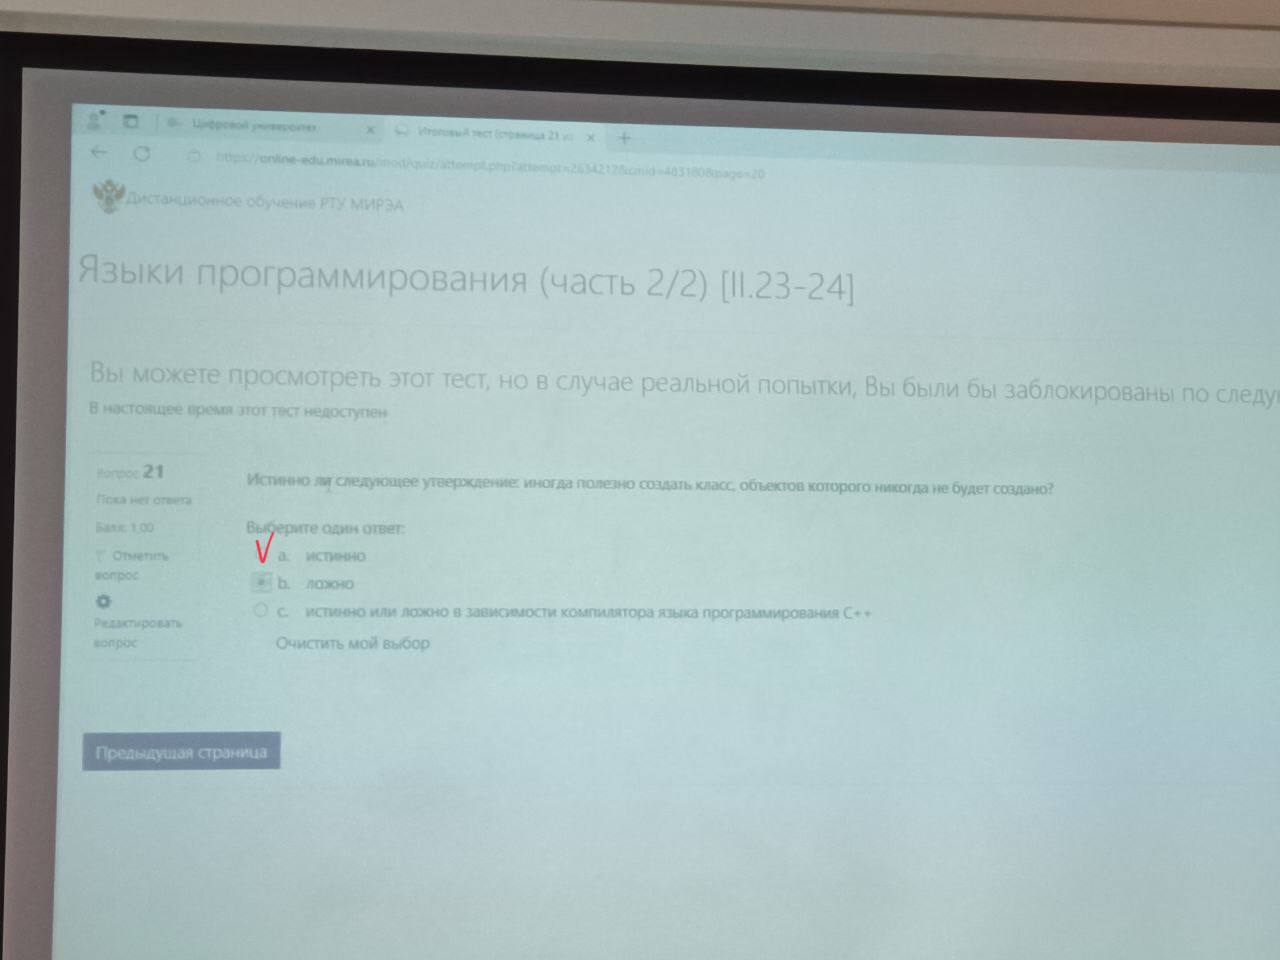 Цифровой университет
Итоговый тест (страница 21 из
https://online-edu.mirea.ru/mod/quiz/attempt.php?attempt=2634212&cmid=483180&page=20
Дистанционное обучение РТУ МИРЭА
Языки программирования (часть 2/2) [II.23-24]
Вы можете просмотреть этот тест, но в случае реальной попытки, Вы были бы заблокированы по следу
В настоящее время этот тест недоступен
Вопрос 21
Пока нет ответа
Балл: 1,00
Отметить
вопрос
Редактировать
вопрос
Истинно ли следующее утверждение: иногда полезно создать класс, объектов которого никогда не будет создано?
Выберите один ответ:
a. истинно
b. ложно
c. истинно или ложно в зависимости компилятора языка программирования C++
Очистить мой выбор
Предыдущая страница